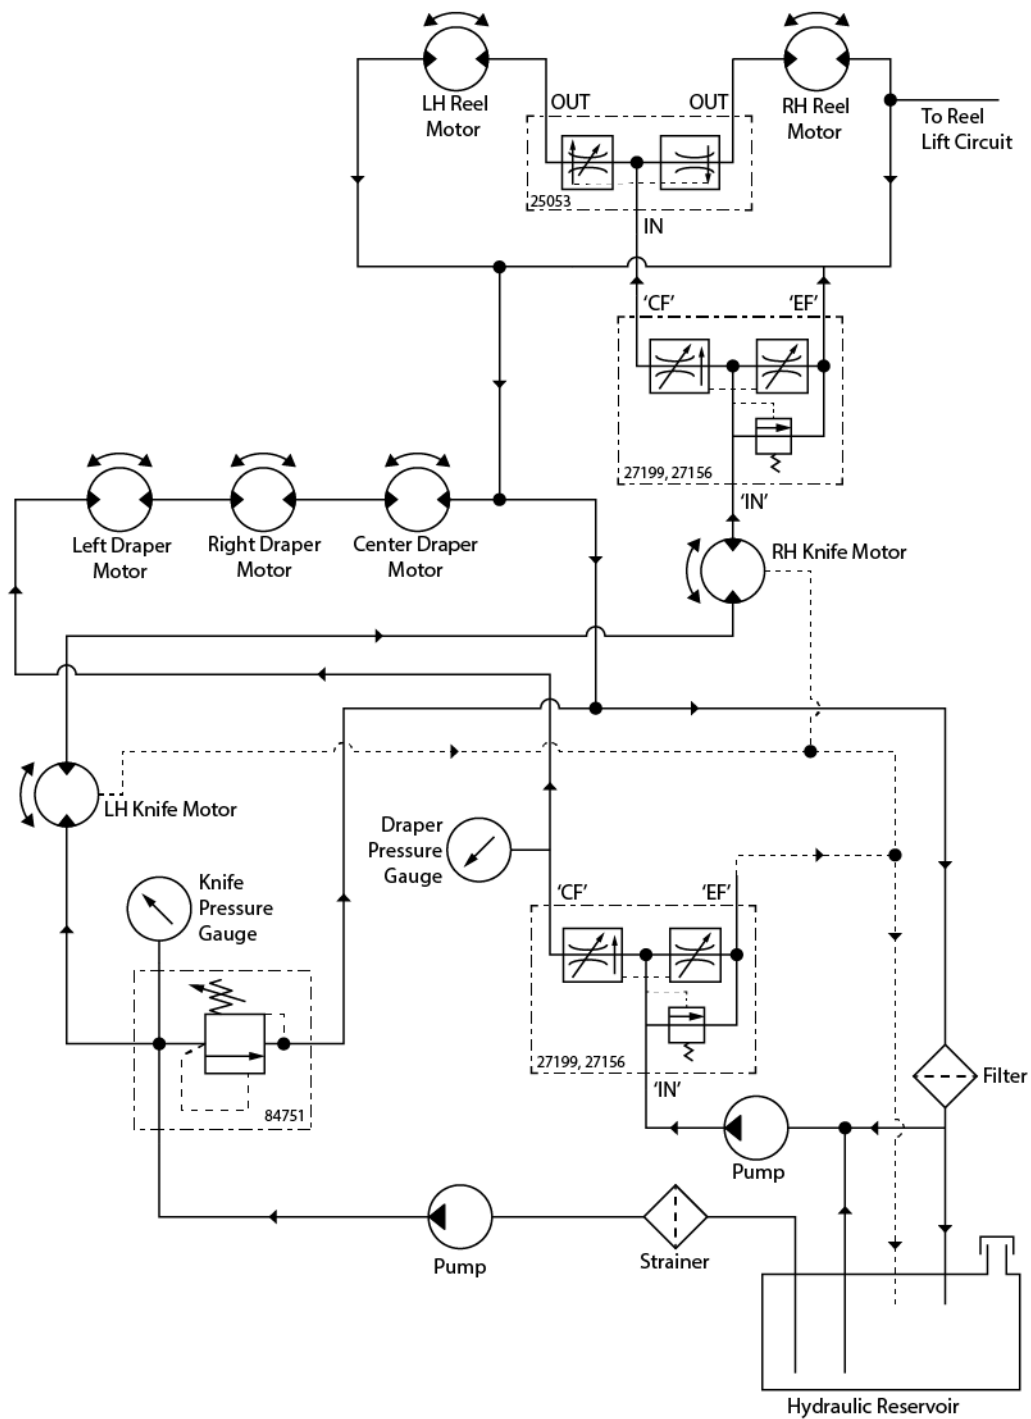 LH Reel
Motor
OUT
OUT
RH Reel
Motor
To Reel
Lift Circuit
25053
IN
‘CF’
‘EF’
27199, 27156
‘IN’
Left Draper
Motor
Right Draper
Motor
Center Draper
Motor
RH Knife Motor
LH Knife Motor
Draper
Pressure
Gauge
Knife
Pressure
Gauge
‘CF’
‘EF’
27199, 27156
‘IN’
84751
Filter
Pump
Pump
Strainer
Hydraulic Reservoir